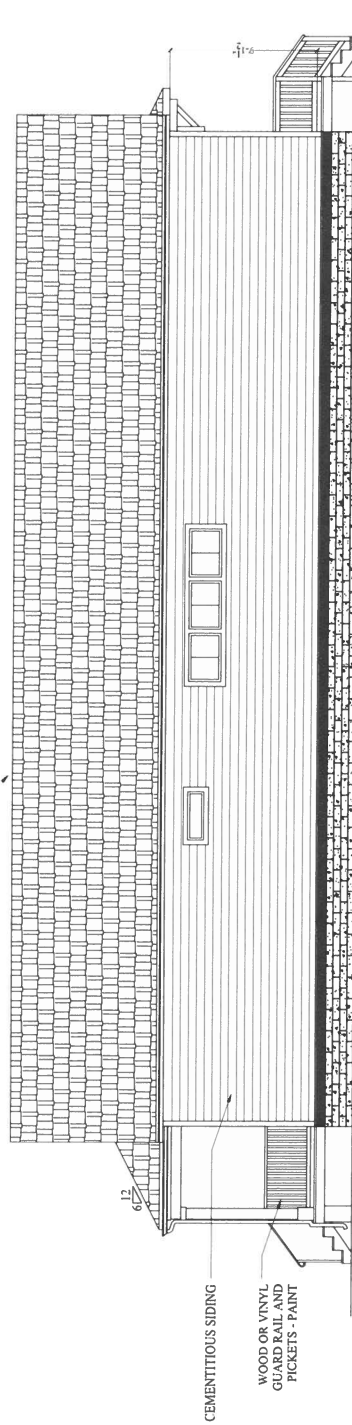 12
6
CEMENTITIOUS SIDING
WOOD OR VINYL
GUARD RAIL AND
PICKETS - PAINT